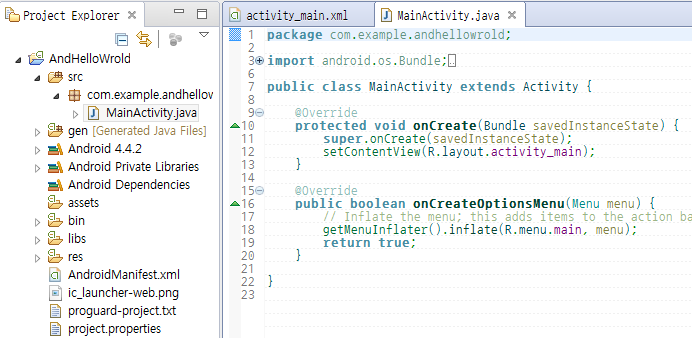 Project Explorer
AndHelloWrold
src
com.example.andhellow
MainActivity.java
gen [Generated Java Files]
Android 4.4.2
Android Private Libraries
Android Dependencies
assets
bin
libs
res
AndroidManifest.xml
ic_launcher-web.png
proguard-project.txt
project.properties
activity_main.xml
MainActivity.java
1 package com.example.andhellowrold;
2
3 import android.os.Bundle;
6
7 public class MainActivity extends Activity {
8
9 @Override
10 protected void onCreate(Bundle savedInstanceState) {
11 super.onCreate(savedInstanceState);
12 setContentView(R.layout.activity_main);
13 }
14
15 @Override
16 public boolean onCreateOptionsMenu(Menu menu) {
17 // Inflate the menu; this adds items to the action ba
18 getMenuInflater().inflate(R.menu.main, menu);
19 return true;
20 }
21
22 }
23